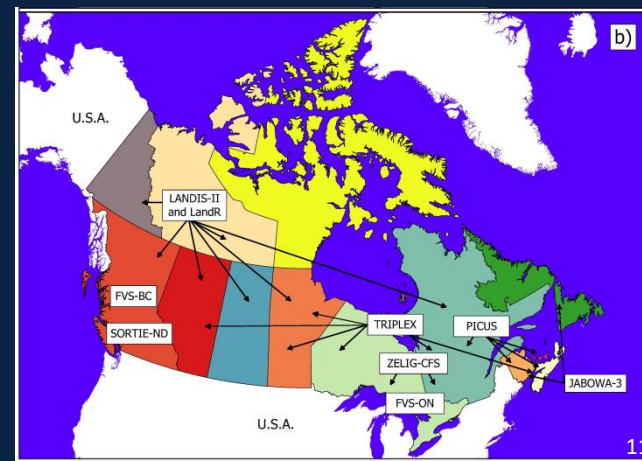 b)
U.S.A.
LANDIS-II
and LandR
FVS-BC
SORTIE-ND
TRIPLEX
PICUS
ZELIG-CFS
JABOWA-3
FVS-ON
U.S.A.